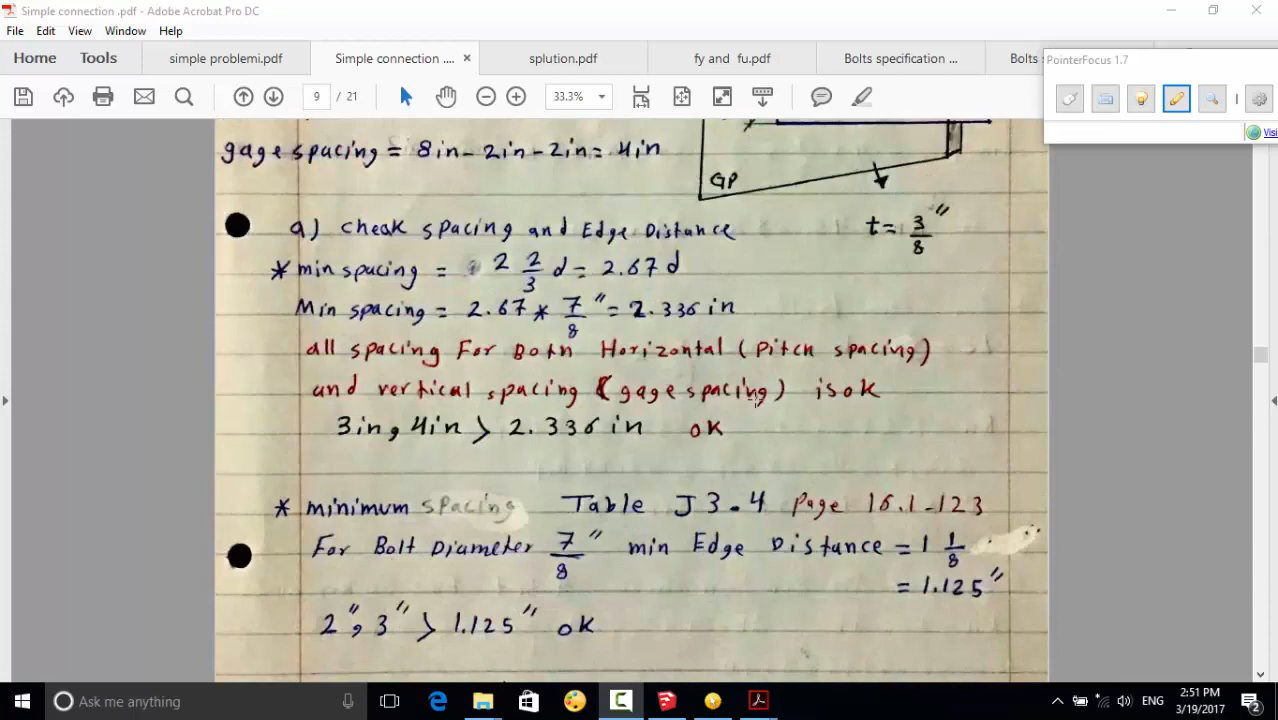 Simple connection .pdf - Adobe Acrobat Pro DC
File Edit View Window Help
Home Tools simple problemi.pdf Simple connection .... × splution.pdf fy and fu.pdf Bolts specification ... Bolts
PointerFocus 1.7
9 / 21 33.3%
Visi
gage spacing = 8in - 2in - 2in = 4in
GP
a) cheak spacing and Edge Distance
t = 3/8"
* min spacing = 2 2/3 d = 2.67 d
Min spacing = 2.67 * 7/8" = 2.336 in
all spacing For Both Horizontal (Pitch spacing)
and vertical spacing (gage spacing) is ok
3in, 4in > 2.336 in ok
* minimum spacing Table J3.4 Page 16.1-123
For Bolt Diameter 7/8" min Edge Distance = 1 1/8
= 1.125"
2", 3" > 1.125" ok
Ask me anything
ENG
2:51 PM
3/19/2017
2